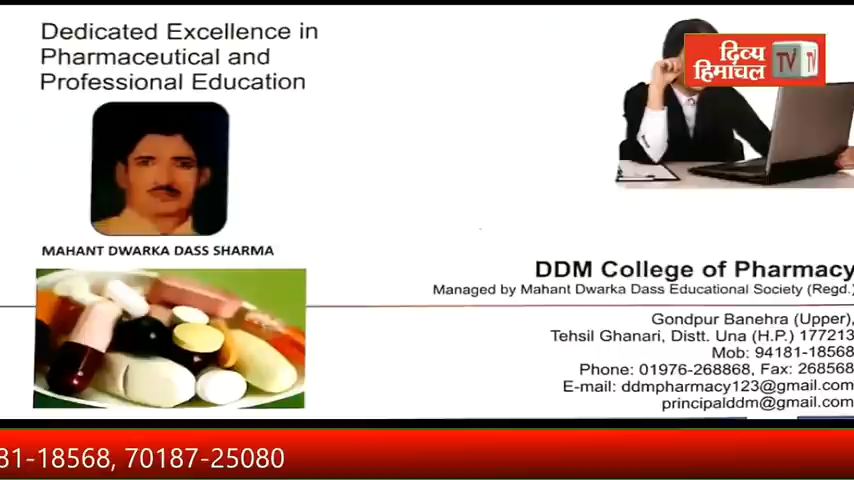 Dedicated Excellence in
Pharmaceutical and
Professional Education
दिव्य
हिमाचल
TV TV
MAHANT DWARKA DASS SHARMA
DDM College of Pharmacy
Managed by Mahant Dwarka Dass Educational Society (Regd.)
Gondpur Banehra (Upper),
Tehsil Ghanari, Distt. Una (H.P.) 177213
Mob: 94181-18568
Phone: 01976-268868, Fax: 268568
E-mail: ddmpharmacy123@gmail.com
principalddm@gmail.com
81-18568, 70187-25080